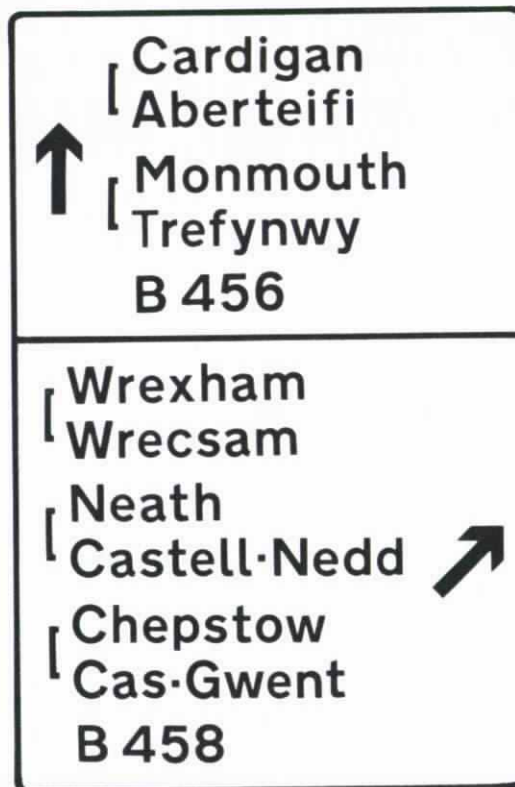 Cardigan
Aberteifi
Monmouth
Trefynwy
B 456
Wrexham
Wrecsam
Neath
Castell·Nedd
Chepstow
Cas·Gwent
B 458